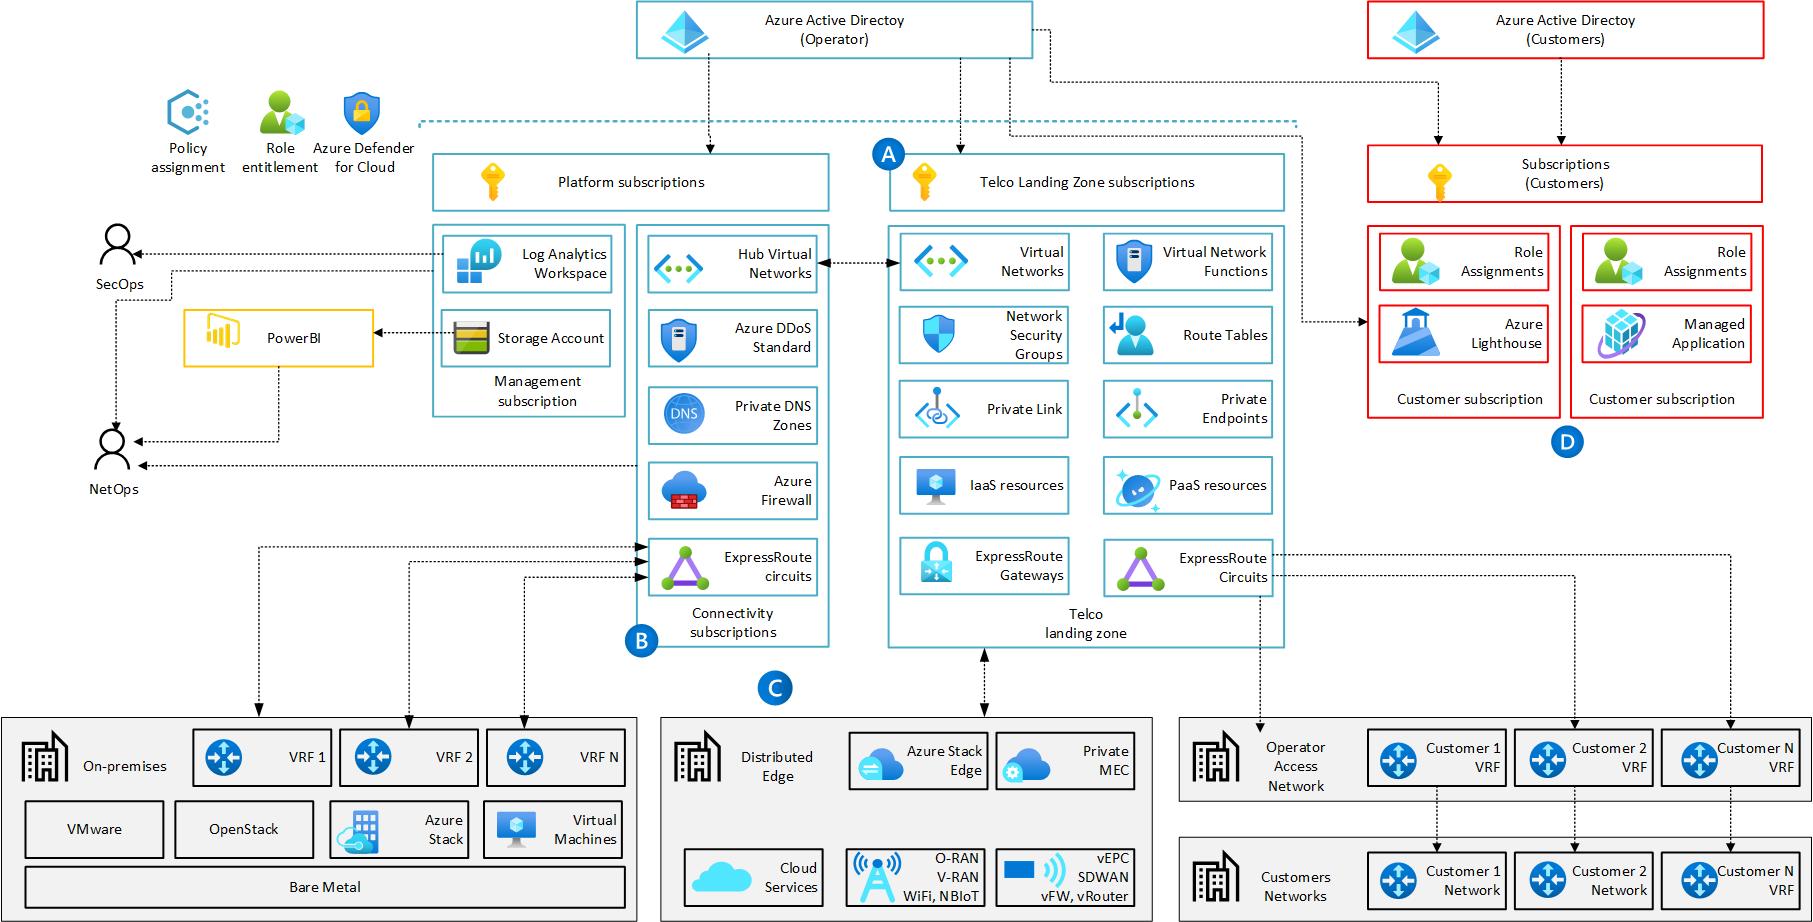 Azure Active Directoy
(Operator)
Azure Active Directoy
(Customers)
Policy
assignment
Role
entitlement
Azure Defender
for Cloud
Platform subscriptions
A
Telco Landing Zone subscriptions
Subscriptions
(Customers)
SecOps
NetOps
PowerBI
Log Analytics
Workspace
Storage Account
Management
subscription
Hub Virtual
Networks
Azure DDoS
Standard
DNS
Private DNS
Zones
Azure
Firewall
ExpressRoute
circuits
Connectivity
subscriptions
B
Virtual
Networks
Virtual Network
Functions
Network
Security
Groups
Route Tables
Private Link
Private
Endpoints
IaaS resources
PaaS resources
ExpressRoute
Gateways
ExpressRoute
Circuits
Telco
landing zone
Role
Assignments
Azure
Lighthouse
Customer subscription
Role
Assignments
Managed
Application
Customer subscription
D
C
On-premises
VRF 1
VRF 2
VRF N
VMware
OpenStack
Azure
Stack
Virtual
Machines
Bare Metal
Distributed
Edge
Azure Stack
Edge
Private
MEC
Cloud
Services
O-RAN
V-RAN
WiFi, NBIoT
vEPC
SDWAN
vFW, vRouter
Operator
Access
Network
Customer 1
VRF
Customer 2
VRF
Customer N
VRF
Customers
Networks
Customer 1
Network
Customer 2
Network
Customer N
VRF